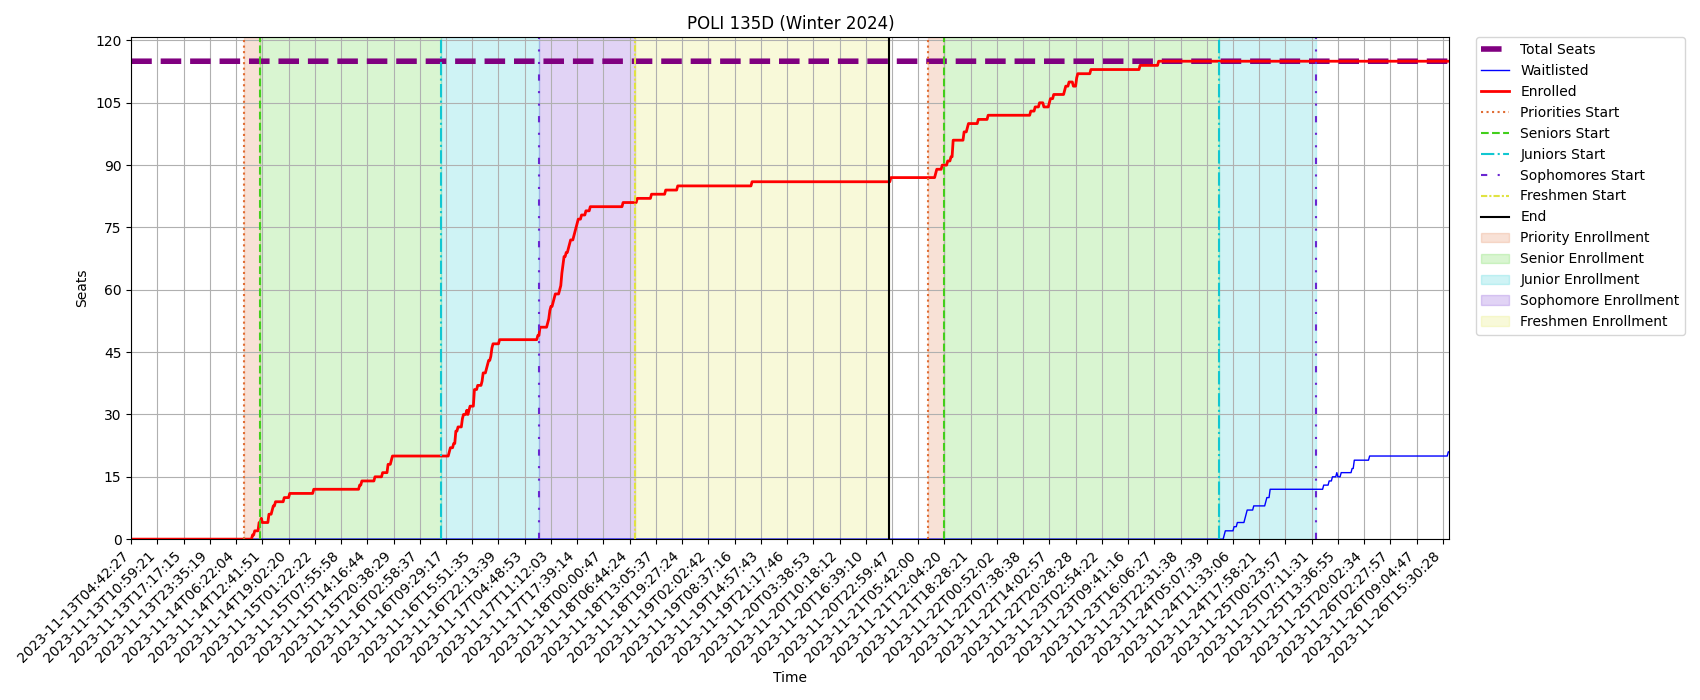 POLI 135D (Winter 2024)
120
105
90
75
60
45
30
15
0
Seats
2023-11-13T04:42:27
2023-11-13T10:59:21
2023-11-13T17:17:15
2023-11-13T23:35:19
2023-11-14T06:22:04
2023-11-14T12:41:51
2023-11-14T19:02:20
2023-11-15T01:22:22
2023-11-15T07:55:58
2023-11-15T14:16:44
2023-11-15T20:38:29
2023-11-16T02:58:37
2023-11-16T09:29:17
2023-11-16T15:51:35
2023-11-16T22:13:39
2023-11-17T04:48:53
2023-11-17T11:12:03
2023-11-17T17:39:14
2023-11-18T00:00:47
2023-11-18T06:44:24
2023-11-18T13:05:37
2023-11-18T19:27:24
2023-11-19T02:02:42
2023-11-19T08:37:16
2023-11-19T14:57:43
2023-11-19T21:17:46
2023-11-20T03:38:53
2023-11-20T10:18:12
2023-11-20T16:39:10
2023-11-20T22:59:47
2023-11-21T05:42:00
2023-11-21T12:04:20
2023-11-21T18:28:21
2023-11-22T00:52:02
2023-11-22T07:38:38
2023-11-22T14:02:57
2023-11-22T20:28:28
2023-11-23T02:54:22
2023-11-23T09:41:16
2023-11-23T16:06:27
2023-11-23T22:31:38
2023-11-24T05:07:39
2023-11-24T11:33:06
2023-11-24T17:58:21
2023-11-25T00:23:57
2023-11-25T07:11:31
2023-11-25T13:36:55
2023-11-25T20:02:34
2023-11-26T02:27:57
2023-11-26T09:04:47
2023-11-26T15:30:28
Time
Total Seats
Waitlisted
Enrolled
Priorities Start
Seniors Start
Juniors Start
Sophomores Start
Freshmen Start
End
Priority Enrollment
Senior Enrollment
Junior Enrollment
Sophomore Enrollment
Freshmen Enrollment